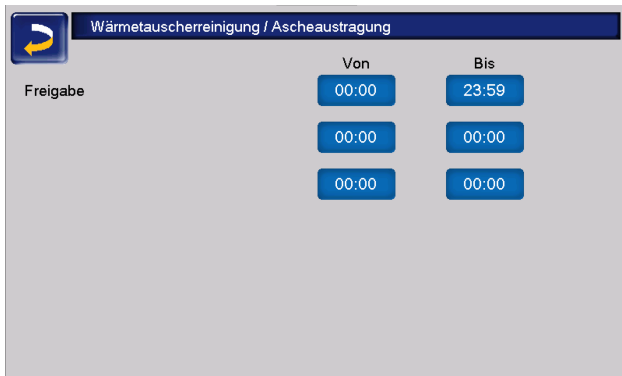 Wärmetauscherreinigung / Ascheaustragung
Von Bis
Freigabe 00:00 23:59
00:00 00:00
00:00 00:00